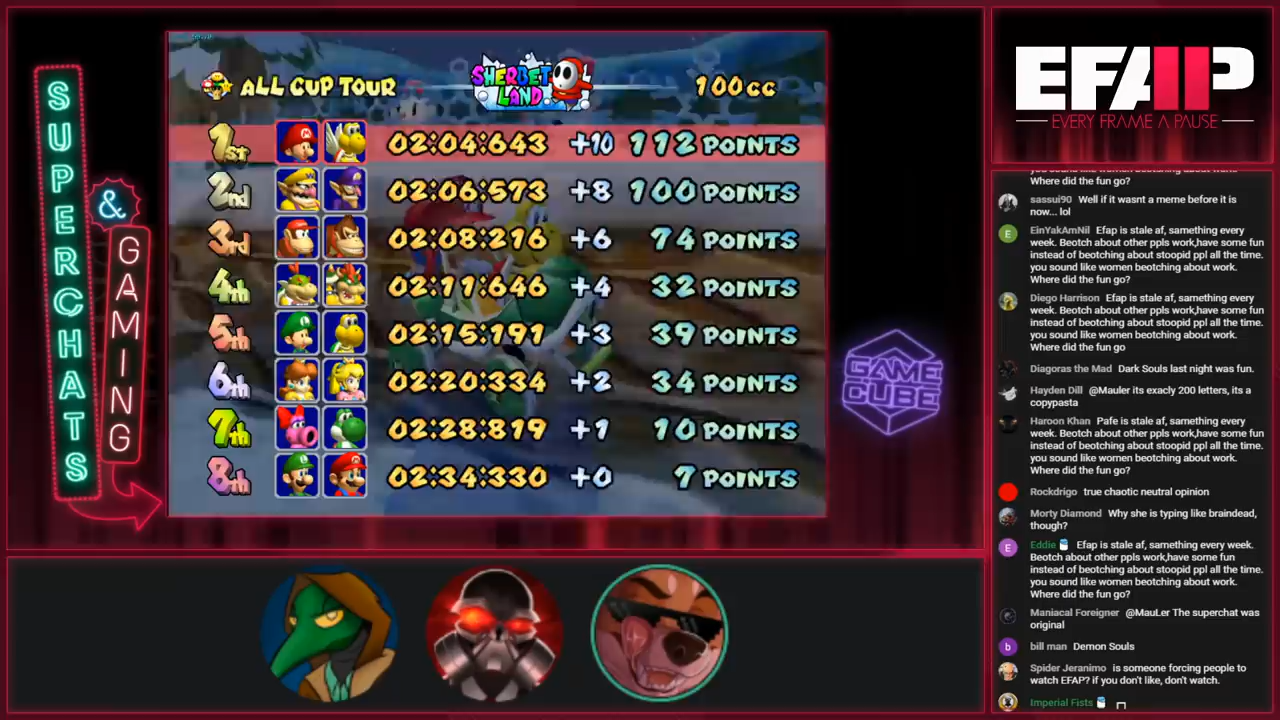 SUPERCHATS
&
GAMING
ALL CUP TOUR
SHERBET
LAND
100cc
1st 02:04:643 +10 112 POINTS
2nd 02:06:573 +8 100 POINTS
3rd 02:08:216 +6 74 POINTS
4th 02:11:646 +4 32 POINTS
5th 02:15:191 +3 39 POINTS
6th 02:20:334 +2 34 POINTS
7th 02:28:819 +1 10 POINTS
8th 02:34:330 +0 7 POINTS
GAME
CUBE
EFAP
EVERY FRAME A PAUSE
you sound like women beotching about work.
Where did the fun go?
sassui90 Well if it wasnt a meme before it is
now... lol
EinYakAmNil Efap is stale af, samething every
week. Beotch about other ppls work,have some fun
instead of beotching about stoopid ppl all the time.
you sound like women beotching about work.
Where did the fun go?
Diego Harrison Efap is stale af, samething every
week. Beotch about other ppls work,have some fun
instead of beotching about stoopid ppl all the time.
you sound like women beotching about work.
Where did the fun go
Diagoras the Mad Dark Souls last night was fun.
Hayden Dill @Mauler its exacly 200 letters, its a
copypasta
Haroon Khan Pafe is stale af, samething every
week. Beotch about other ppls work,have some fun
instead of beotching about stoopid ppl all the time.
you sound like women beotching about work.
Where did the fun go?
Rockdrigo true chaotic neutral opinion
Morty Diamond Why she is typing like braindead,
though?
Eddie Efap is stale af, samething every week.
Beotch about other ppls work,have some fun
instead of beotching about stoopid ppl all the time.
you sound like women beotching about work.
Where did the fun go?
Maniacal Foreigner @MauLer The superchat was
original
bill man Demon Souls
Spider Jeranimo is someone forcing people to
watch EFAP? if you don't like, don't watch.
Imperial Fists